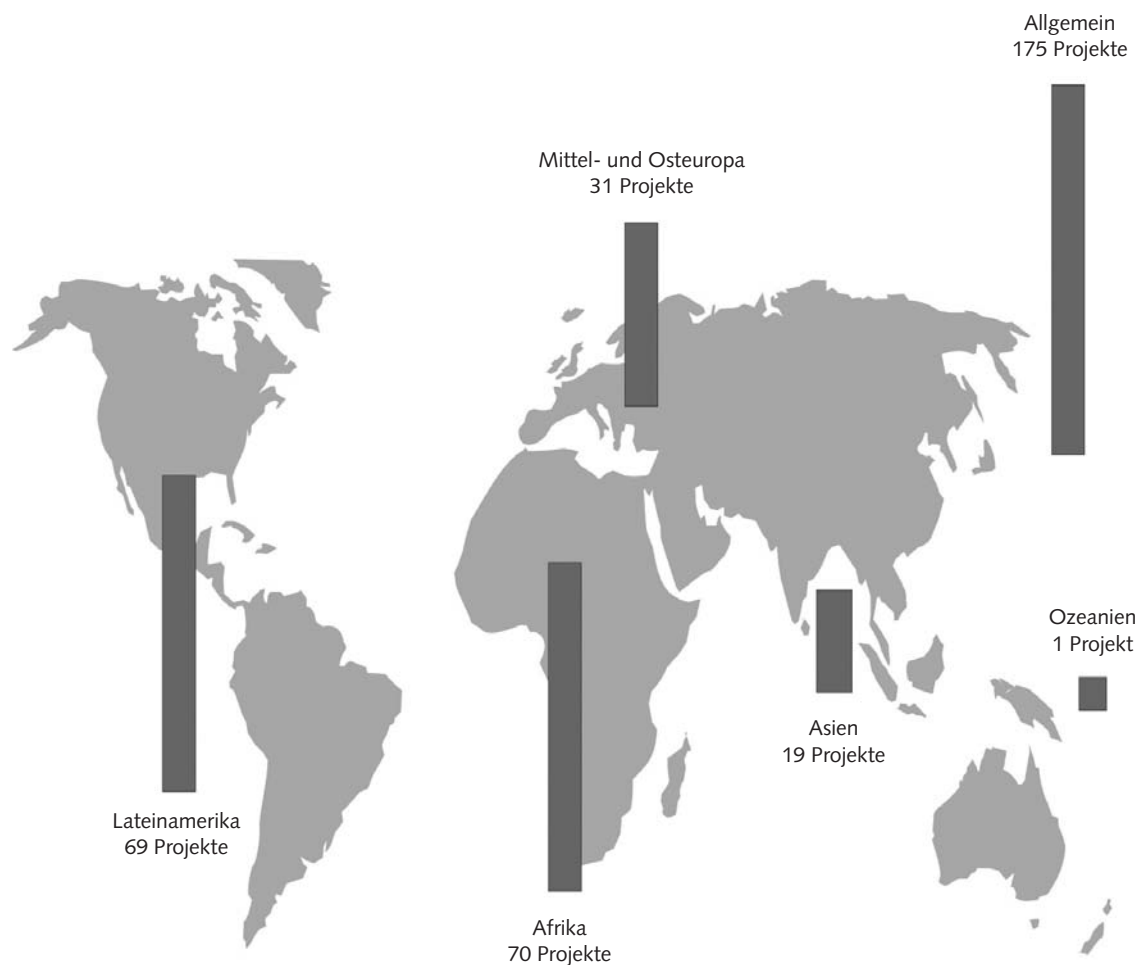 Allgemein
175 Projekte
Mittel- und Osteuropa
31 Projekte
Ozeanien
1 Projekt
Asien
19 Projekte
Lateinamerika
69 Projekte
Afrika
70 Projekte